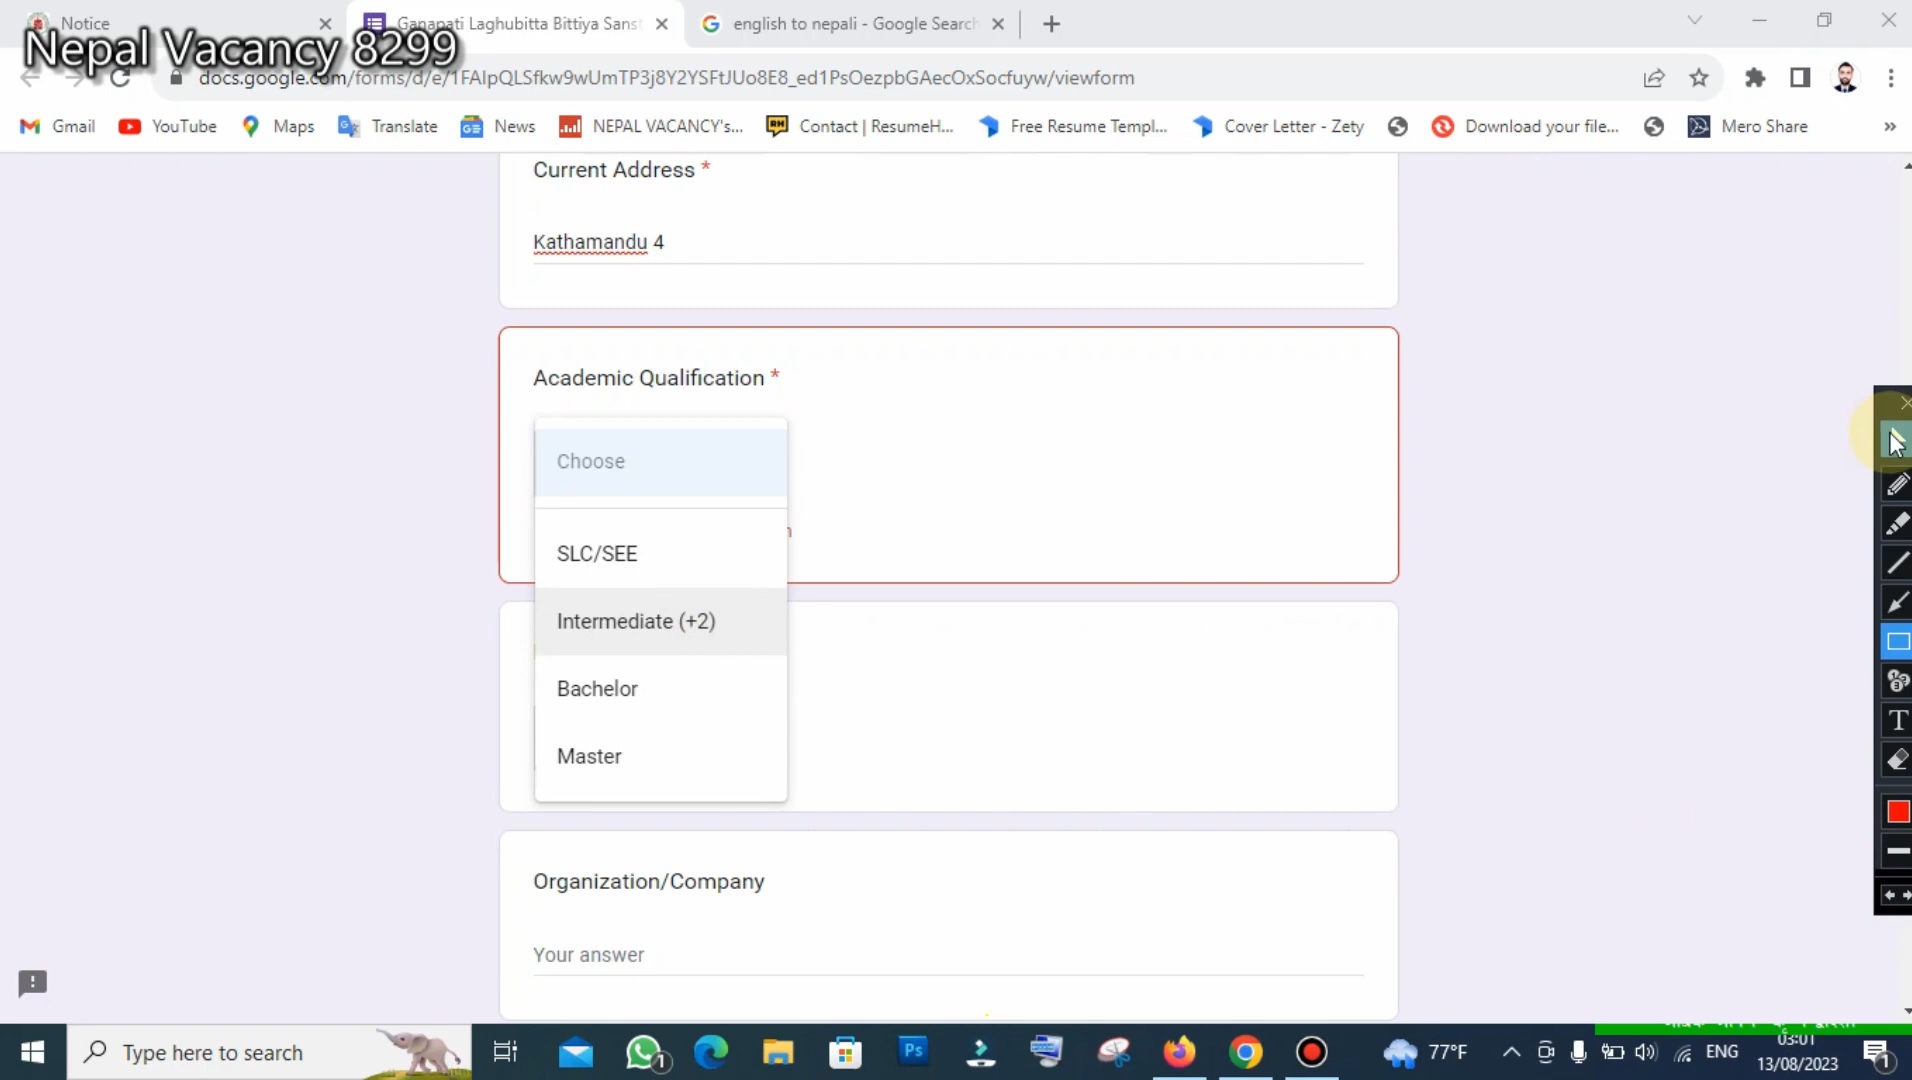 Notice
Ganapati Laghubitta Bittiya Sanst
english to nepali - Google Search
Nepal Vacancy 8299
docs.google.com/forms/d/e/1FAIpQLSfkw9wUmTP3j8Y2YSFtJUo8E8_ed1PsOezpbGAecOxSocfuyw/viewform
Gmail
YouTube
Maps
Translate
News
NEPAL VACANCY's...
Contact | ResumeH...
Free Resume Templ...
Cover Letter - Zety
Download your file...
Mero Share
Current Address *
Kathamandu 4
Academic Qualification *
Choose
SLC/SEE
Intermediate (+2)
Bachelor
Master
Organization/Company
Your answer
Type here to search
Ps
77°F
ENG
03:01
13/08/2023